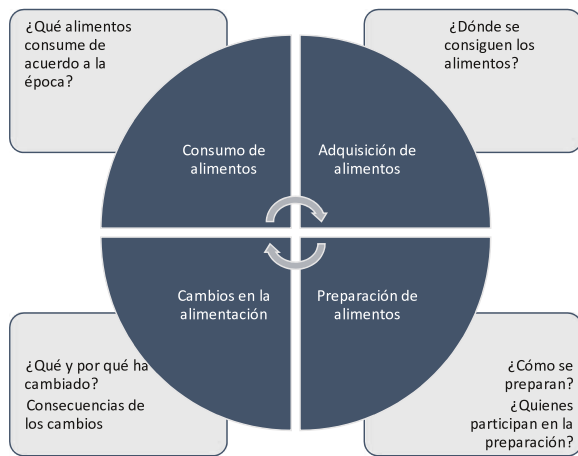 ¿Qué alimentos
consume de
acuerdo a la
época?
¿Dónde se
consiguen los
alimentos?
Consumo de
alimentos
Adquisición de
alimentos
Cambios en la
alimentación
Preparación de
alimentos
¿Qué y por qué ha
cambiado?
Consecuencias de
los cambios
¿Cómo se
preparan?
¿Quienes
participan en la
preparación?